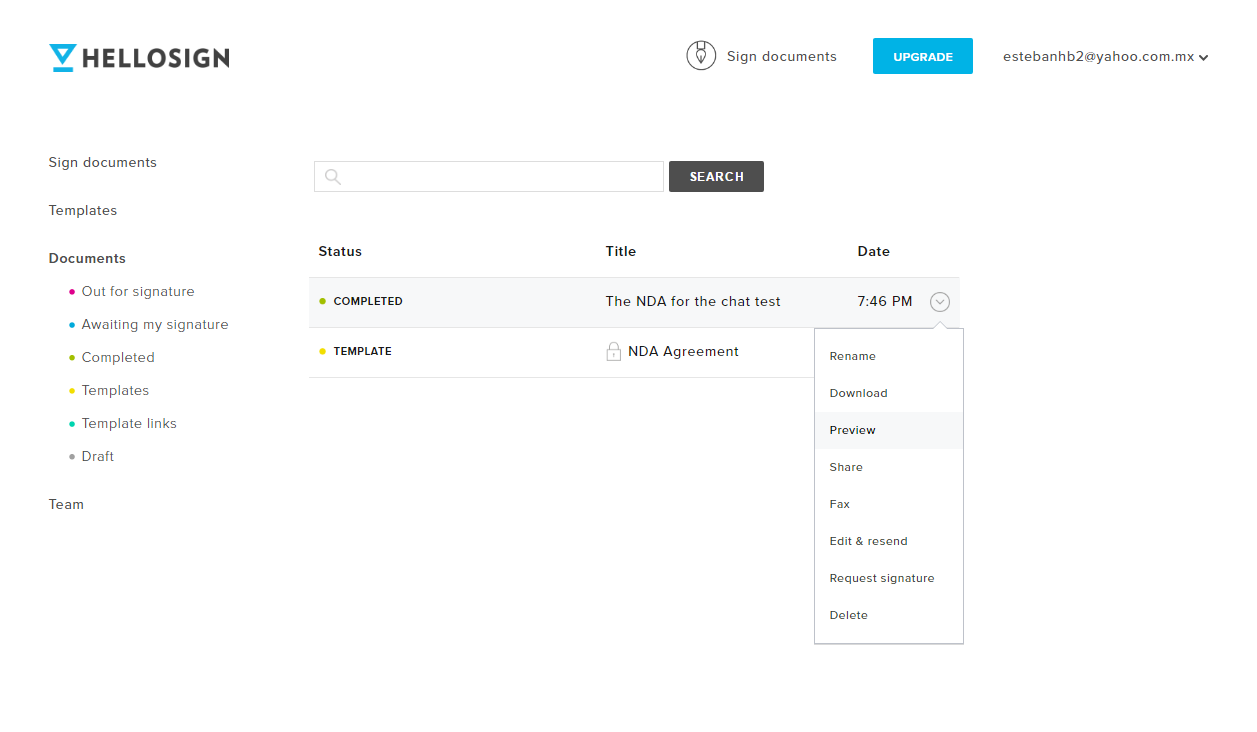 HELLOSIGN
Sign documents
UPGRADE
estebanhb2@yahoo.com.mx
Sign documents
Templates
Documents
Out for signature
Awaiting my signature
Completed
Templates
Template links
Draft
Team
SEARCH
Status Title Date
COMPLETED The NDA for the chat test 7:46 PM
TEMPLATE NDA Agreement
Rename
Download
Preview
Share
Fax
Edit & resend
Request signature
Delete